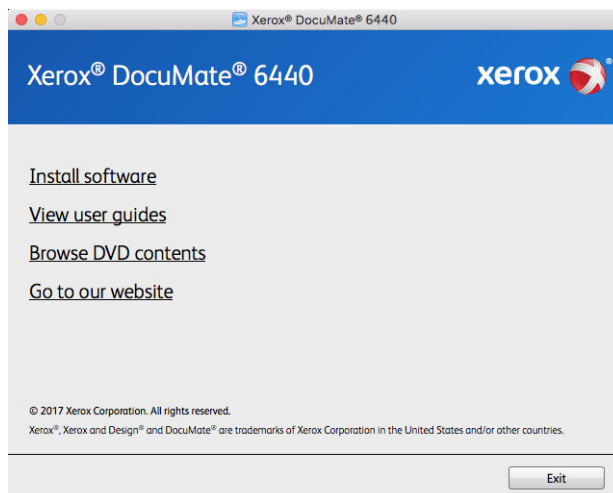 Xerox® DocuMate® 6440
Xerox® DocuMate® 6440
xerox ®
Install software
View user guides
Browse DVD contents
Go to our website
© 2017 Xerox Corporation. All rights reserved.
Xerox®, Xerox and Design® and DocuMate® are trademarks of Xerox Corporation in the United States and/or other countries.
Exit